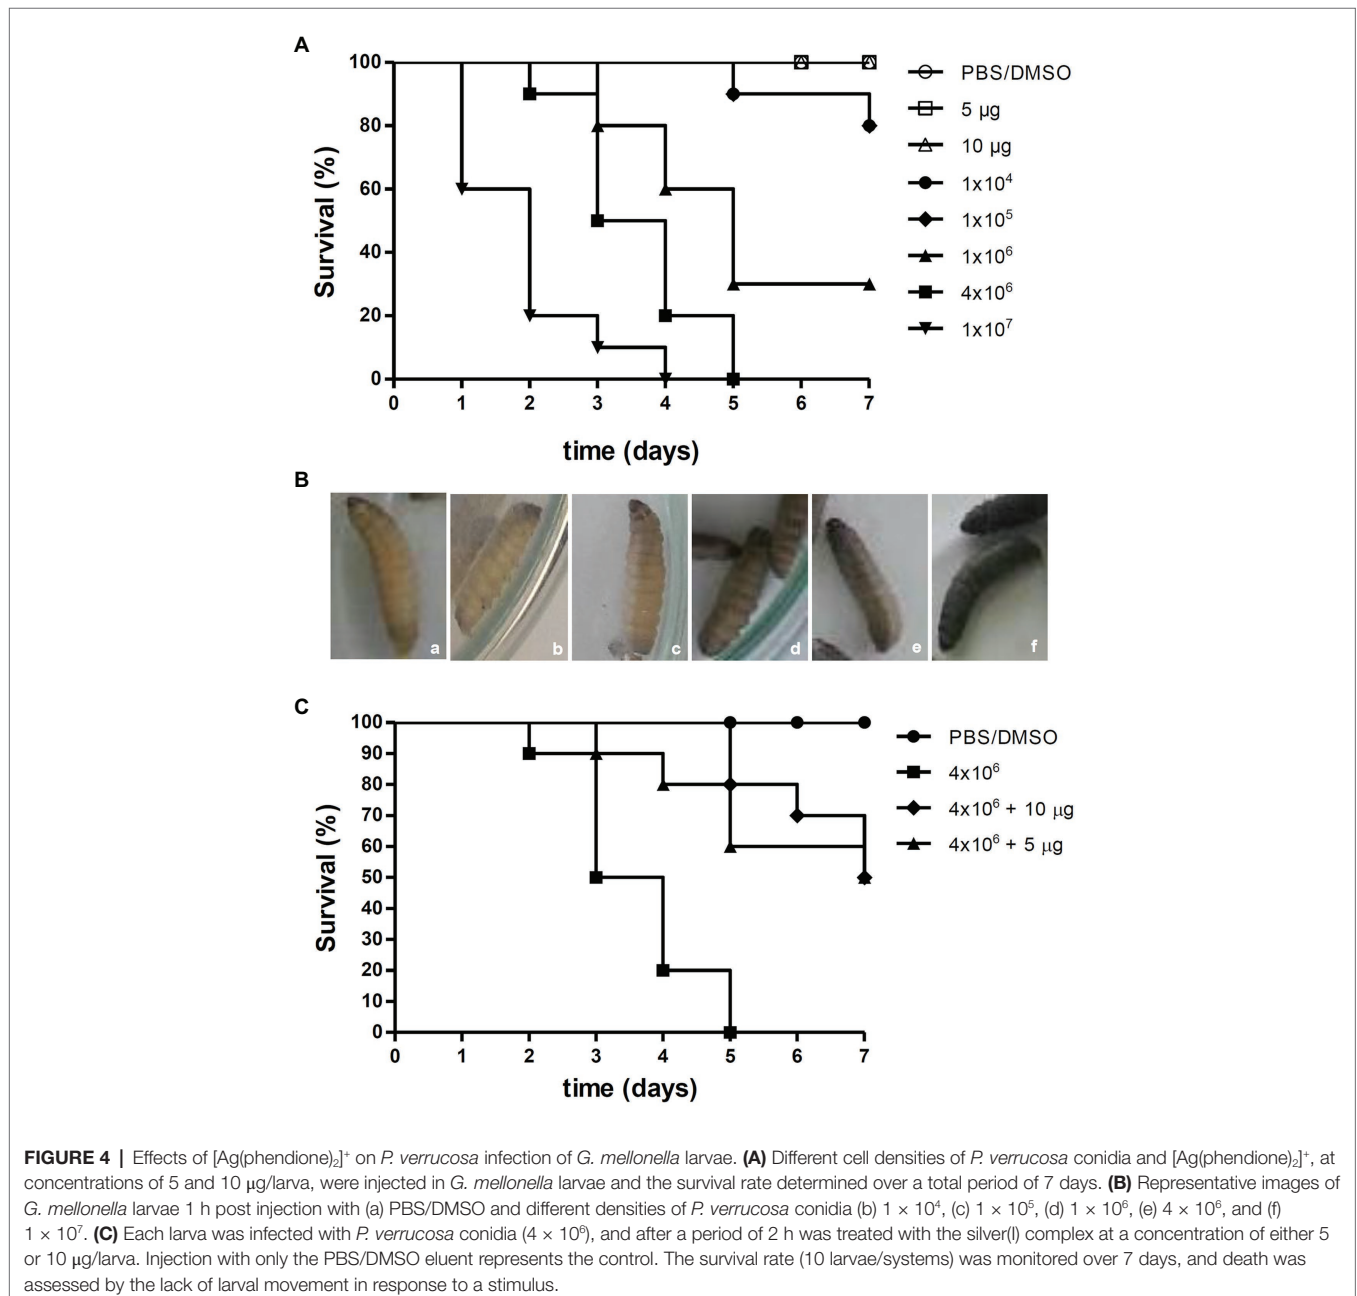 A
100
80
60
40
20
0
Survival (%)
0 1 2 3 4 5 6 7
time (days)
PBS/DMSO
5 µg
10 µg
1x10⁴
1x10⁵
1x10⁶
4x10⁶
1x10⁷
B
a b c d e f
C
100
90
80
70
60
50
40
30
20
10
0
Survival (%)
0 1 2 3 4 5 6 7
time (days)
PBS/DMSO
4x10⁶
4x10⁶ + 10 µg
4x10⁶ + 5 µg
FIGURE 4 | Effects of [Ag(phendione)₂]⁺ on P. verrucosa infection of G. mellonella larvae. (A) Different cell densities of P. verrucosa conidia and [Ag(phendione)₂]⁺, at
concentrations of 5 and 10 µg/larva, were injected in G. mellonella larvae and the survival rate determined over a total period of 7 days. (B) Representative images of
G. mellonella larvae 1 h post injection with (a) PBS/DMSO and different densities of P. verrucosa conidia (b) 1 × 10⁴, (c) 1 × 10⁵, (d) 1 × 10⁶, (e) 4 × 10⁶, and (f)
1 × 10⁷. (C) Each larva was infected with P. verrucosa conidia (4 × 10⁶), and after a period of 2 h was treated with the silver(I) complex at a concentration of either 5
or 10 µg/larva. Injection with only the PBS/DMSO eluent represents the control. The survival rate (10 larvae/systems) was monitored over 7 days, and death was
assessed by the lack of larval movement in response to a stimulus.